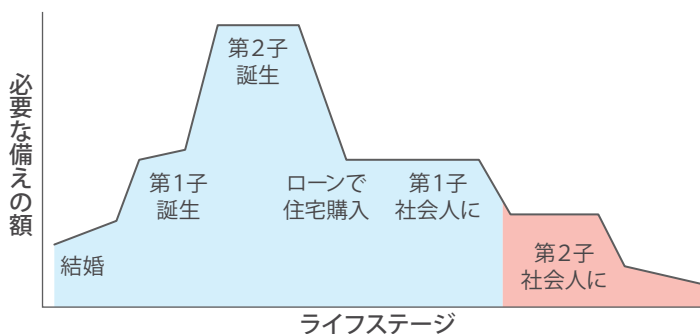 必要な備えの額
結婚
第1子
誕生
第2子
誕生
ローンで
住宅購入
第1子
社会人に
第2子
社会人に
ライフステージ